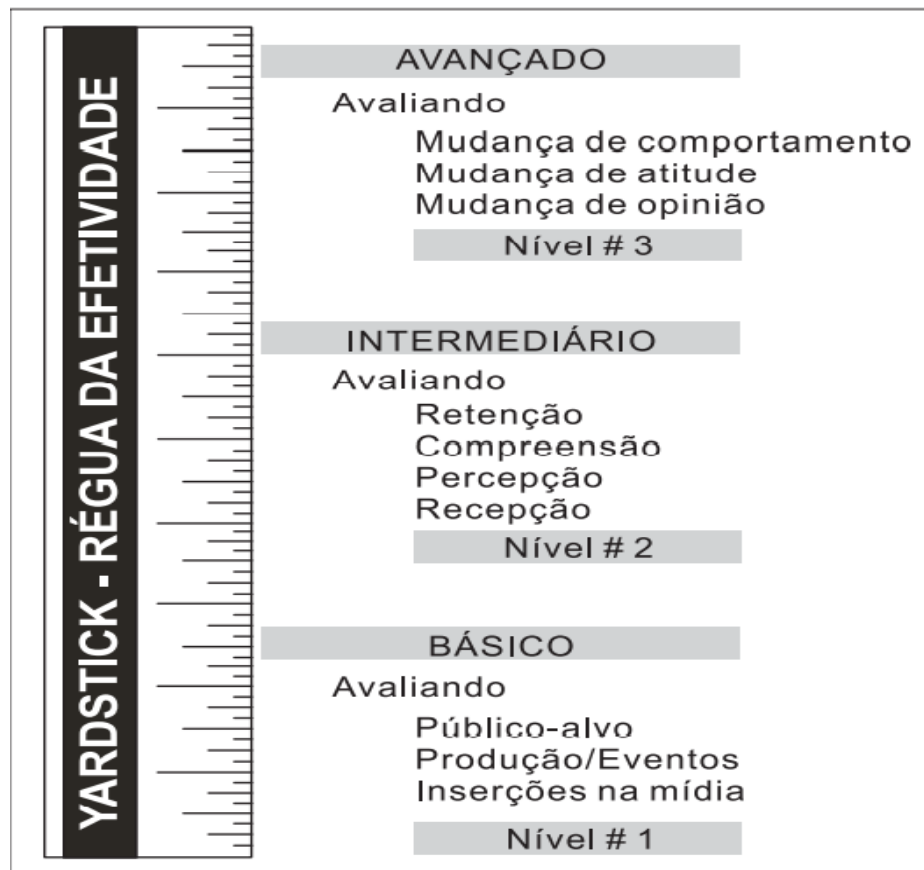 YARDSTICK - RÉGUA DA EFETIVIDADE
AVANÇADO
Avaliando
Mudança de comportamento
Mudança de atitude
Mudança de opinião
Nível # 3
INTERMEDIÁRIO
Avaliando
Retenção
Compreensão
Percepção
Recepção
Nível # 2
BÁSICO
Avaliando
Público-alvo
Produção/Eventos
Inserções na mídia
Nível # 1